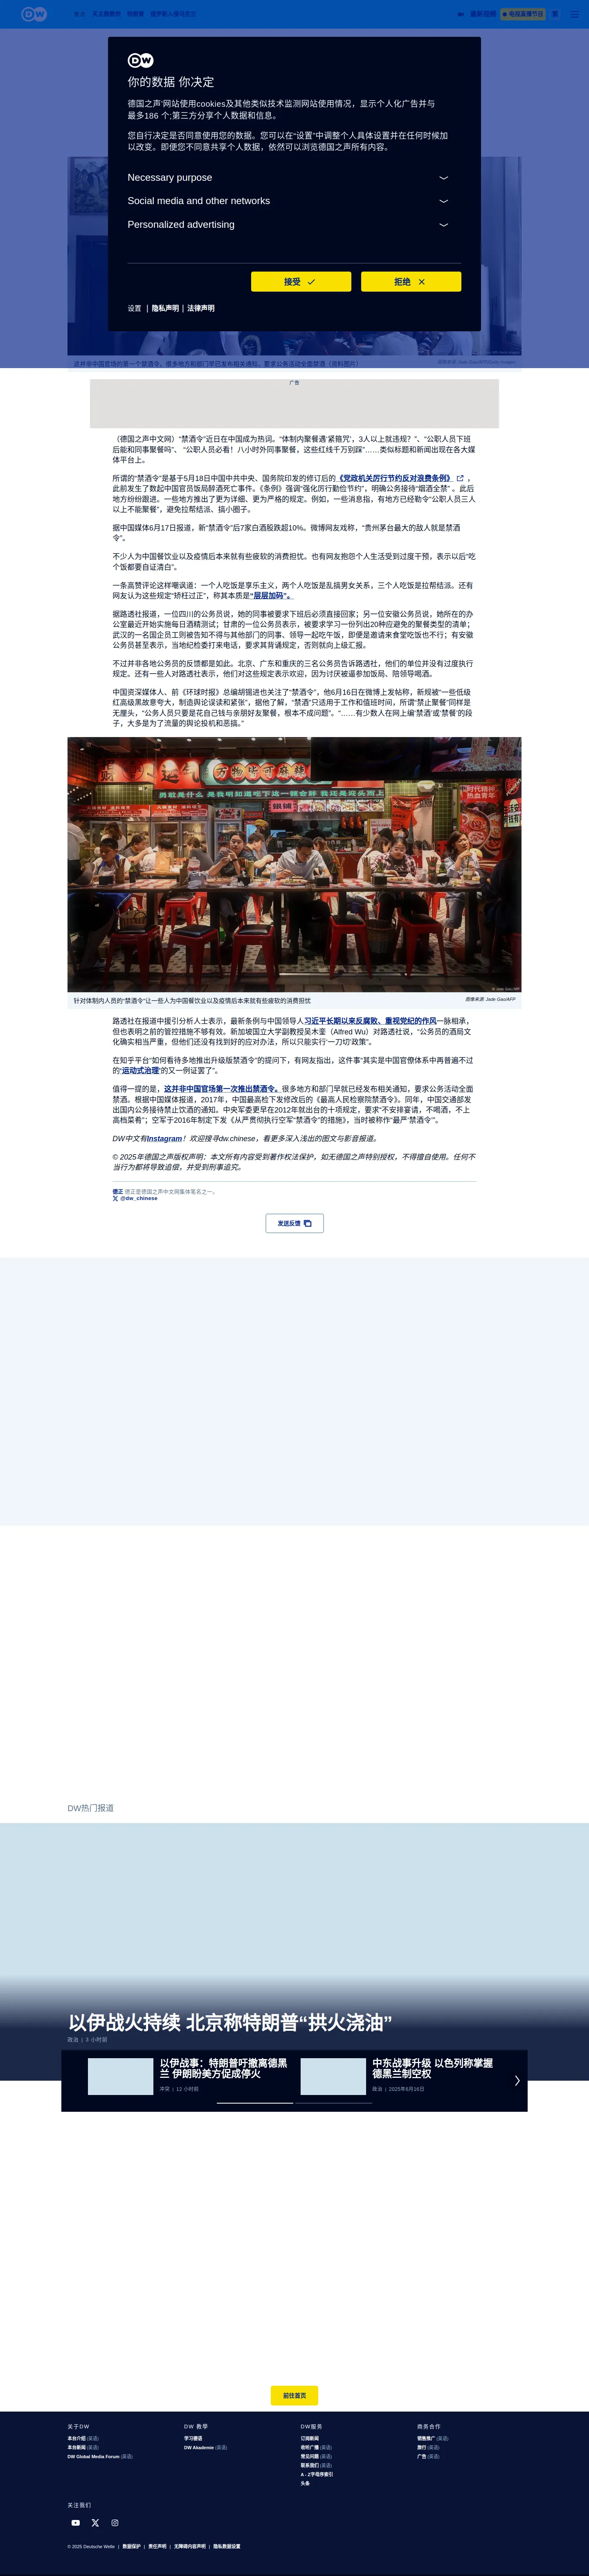 你的数据 你决定
德国之声网站使用cookies及其他类似技术监测网站使用情况，显示个人化广告并与
最多186 个;第三方分享个人数据和信息。
您自行决定是否同意使用您的数据。您可以在“设置”中调整个人具体设置并在任何时候加
以改变。即便您不同意共享个人数据，依然可以浏览德国之声所有内容。
Necessary purpose
Social media and other networks
Personalized advertising
接受
拒绝
设置 | 隐私声明 | 法律声明
这并非中国官场的第一个禁酒令。很多地方和部门早已发布相关通知，要求公务活动全面禁酒（资料图片）
广告
（德国之声中文网）“禁酒令”近日在中国成为热词。“体制内聚餐遇‘紧箍咒’，3人以上就违规？”、“公职人员下班
后能和同事聚餐吗”、 “公职人员必看！八小时外同事聚餐，这些红线千万别踩”……类似标题和新闻出现在各大媒
体平台上。
所谓的“禁酒令”是基于5月18日中国中共中央、国务院印发的修订后的《党政机关厉行节约反对浪费条例》 ，
此前发生了数起中国官员饭局醉酒死亡事件。《条例》强调“强化厉行勤俭节约”，明确公务接待“烟酒全禁” 。此后
地方纷纷跟进。一些地方推出了更为详细、更为严格的规定。例如，一些消息指，有地方已经勒令“公职人员三人
以上不能聚餐”，避免拉帮结派、搞小圈子。
据中国媒体6月17日报道，新“禁酒令”后7家白酒股跌超10%。微博网友戏称，“贵州茅台最大的敌人就是禁酒
令”。
不少人为中国餐饮业以及疫情后本来就有些疲软的消费担忧。也有网友抱怨个人生活受到过度干预，表示以后“吃
个饭都要自证清白”。
一条高赞评论这样嘲讽道：一个人吃饭是享乐主义，两个人吃饭是乱搞男女关系，三个人吃饭是拉帮结派。还有
网友认为这些规定“矫枉过正”，称其本质是“层层加码”。
据路透社报道，一位四川的公务员说，她的同事被要求下班后必须直接回家；另一位安徽公务员说，她所在的办
公室最近开始实施每日酒精测试；甘肃的一位公务员表示，被要求学习一份列出20种应避免的聚餐类型的清单；
武汉的一名国企员工则被告知不得与其他部门的同事、领导一起吃午饭，即便是邀请来食堂吃饭也不行；有安徽
公务员甚至表示，当地纪检委打来电话，要求其背诵规定，否则就向上级汇报。
不过并非各地公务员的反馈都是如此。北京、广东和重庆的三名公务员告诉路透社，他们的单位并没有过度执行
规定。还有一些人对路透社表示，他们对这些规定表示欢迎，因为讨厌被逼参加饭局、陪领导喝酒。
中国资深媒体人、前《环球时报》总编胡锡进也关注了“禁酒令”，他6月16日在微博上发帖称，新规被“一些低级
红高级黑故意夸大，制造舆论误读和紧张”，据他了解，“禁酒”只适用于工作和值班时间，所谓“禁止聚餐”同样是
无厘头，“公务人员只要是花自己钱与亲朋好友聚餐，根本不成问题”。“……有少数人在网上编‘禁酒’或‘禁餐’的段
子，大多是为了流量的舆论投机和恶搞。”
针对体制内人员的“禁酒令”让一些人为中国餐饮业以及疫情后本来就有些疲软的消费担忧
图像来源: Jade Gao/AFP
路透社在报道中援引分析人士表示，最新条例与中国领导人习近平长期以来反腐败、重视党纪的作风一脉相承，
但也表明之前的管控措施不够有效。新加坡国立大学副教授吴木銮（Alfred Wu）对路透社说，“公务员的酒局文
化确实相当严重，但他们还没有找到好的应对办法，所以只能实行‘一刀切’政策”。
在知乎平台“如何看待多地推出升级版禁酒令”的提问下，有网友指出，这件事“其实是中国官僚体系中再普遍不过
的‘运动式治理’的又一例证罢了”。
值得一提的是，这并非中国官场第一次推出禁酒令。很多地方和部门早就已经发布相关通知，要求公务活动全面
禁酒。根据中国媒体报道，2017年，中国最高检下发修改后的《最高人民检察院禁酒令》。同年，中国中央外交部发
出国内公务接待禁止饮酒的通知。中央军委更早在2012年就出台的十项规定，要求“不安排宴请，不喝酒，不上
高档菜肴”；空军于2016年制定下发《从严贯彻执行空军“禁酒令”的措施》，当时被称作“最严‘禁酒令’”。
DW中文有Instagram！欢迎搜寻dw.chinese，看更多深入浅出的图文与影音报道。
© 2025年德国之声版权声明：本文所有内容受到著作权法保护，如无德国之声特别授权，不得擅自使用。任何不
当行为都将导致追偿，并受到刑事追究。
德正 德正是德国之声中文网集体笔名之一。
@dw_chinese
发送反馈
DW热门报道
以伊战火持续 北京称特朗普“拱火浇油”
政治 | 3 小时前
以伊战事：特朗普吁撤离德黑
兰 伊朗盼美方促成停火
冲突 | 12 小时前
中东战事升级 以色列称掌握
德黑兰制空权
政治 | 2025年6月16日
前往首页
关于DW
本台介绍 (英语)
本台新闻 (英语)
DW Global Media Forum (英语)
DW 教学
学习德语
DW Akademie (英语)
DW服务
订阅新闻
收听广播 (英语)
常见问题 (英语)
联系我们 (英语)
A - Z字母序索引
头条
商务合作
销售推广 (英语)
旅行 (英语)
广告 (英语)
关注我们
© 2025 Deutsche Welle | 数据保护 | 责任声明 | 无障碍内容声明 | 隐私数据设置